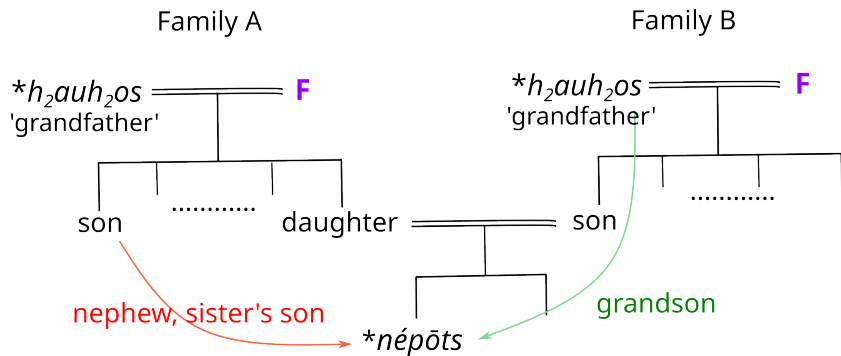 Family A
Family B
*h₂auh₂os
F
'grandfather'
*h₂auh₂os
F
'grandfather'
son
............
daughter
son
............
nephew, sister's son
grandson
*népōts